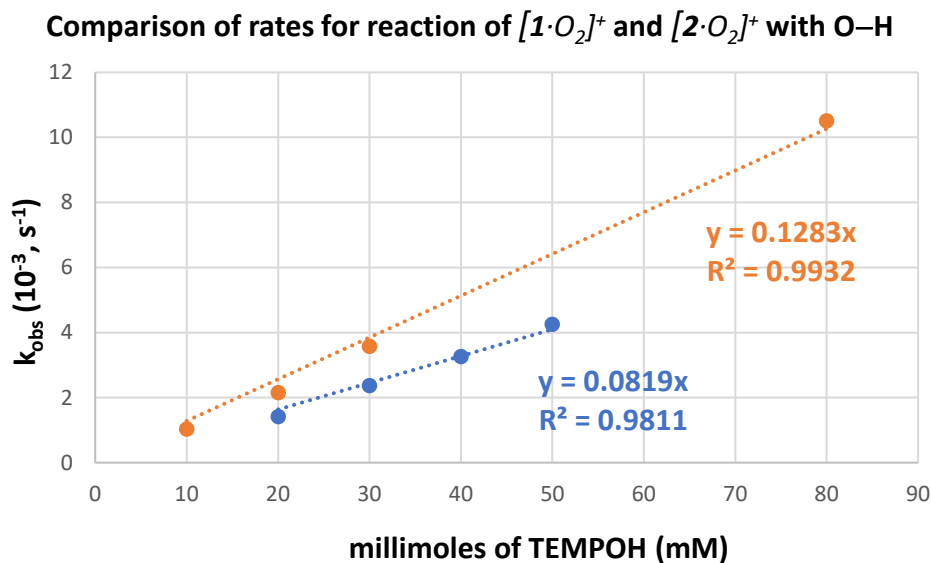 Comparison of rates for reaction of [1·O₂]⁺ and [2·O₂]⁺ with O–H
12
10
8
6
4
2
0
k_obs (10⁻³, s⁻¹)
y = 0.1283x
R² = 0.9932
y = 0.0819x
R² = 0.9811
0 10 20 30 40 50 60 70 80 90
millimoles of TEMPOH (mM)